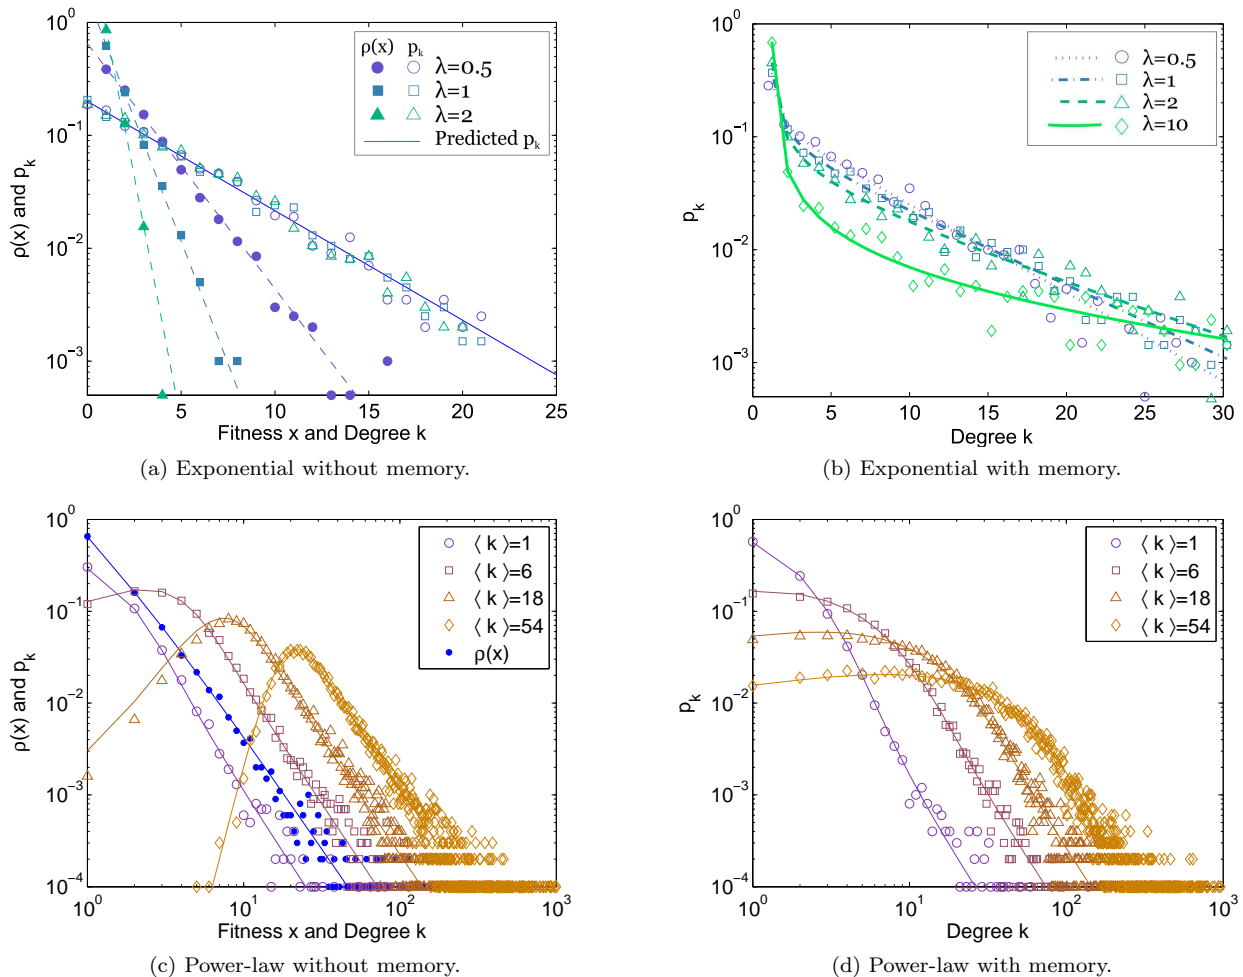 10^0
10^-1
10^-2
10^-3
0 5 10 15 20 25
ρ(x) and p_k
Fitness x and Degree k
ρ(x) p_k
λ=0.5
λ=1
λ=2
Predicted p_k
(a) Exponential without memory.
10^0
10^-1
10^-2
10^-3
0 5 10 15 20 25 30
p_k
Degree k
λ=0.5
λ=1
λ=2
λ=10
(b) Exponential with memory.
10^0
10^-1
10^-2
10^-3
10^-4
10^0 10^1 10^2 10^3
ρ(x) and p_k
Fitness x and Degree k
⟨ k ⟩=1
⟨ k ⟩=6
⟨ k ⟩=18
⟨ k ⟩=54
ρ(x)
(c) Power-law without memory.
10^0
10^-1
10^-2
10^-3
10^-4
10^0 10^1 10^2 10^3
p_k
Degree k
⟨ k ⟩=1
⟨ k ⟩=6
⟨ k ⟩=18
⟨ k ⟩=54
(d) Power-law with memory.